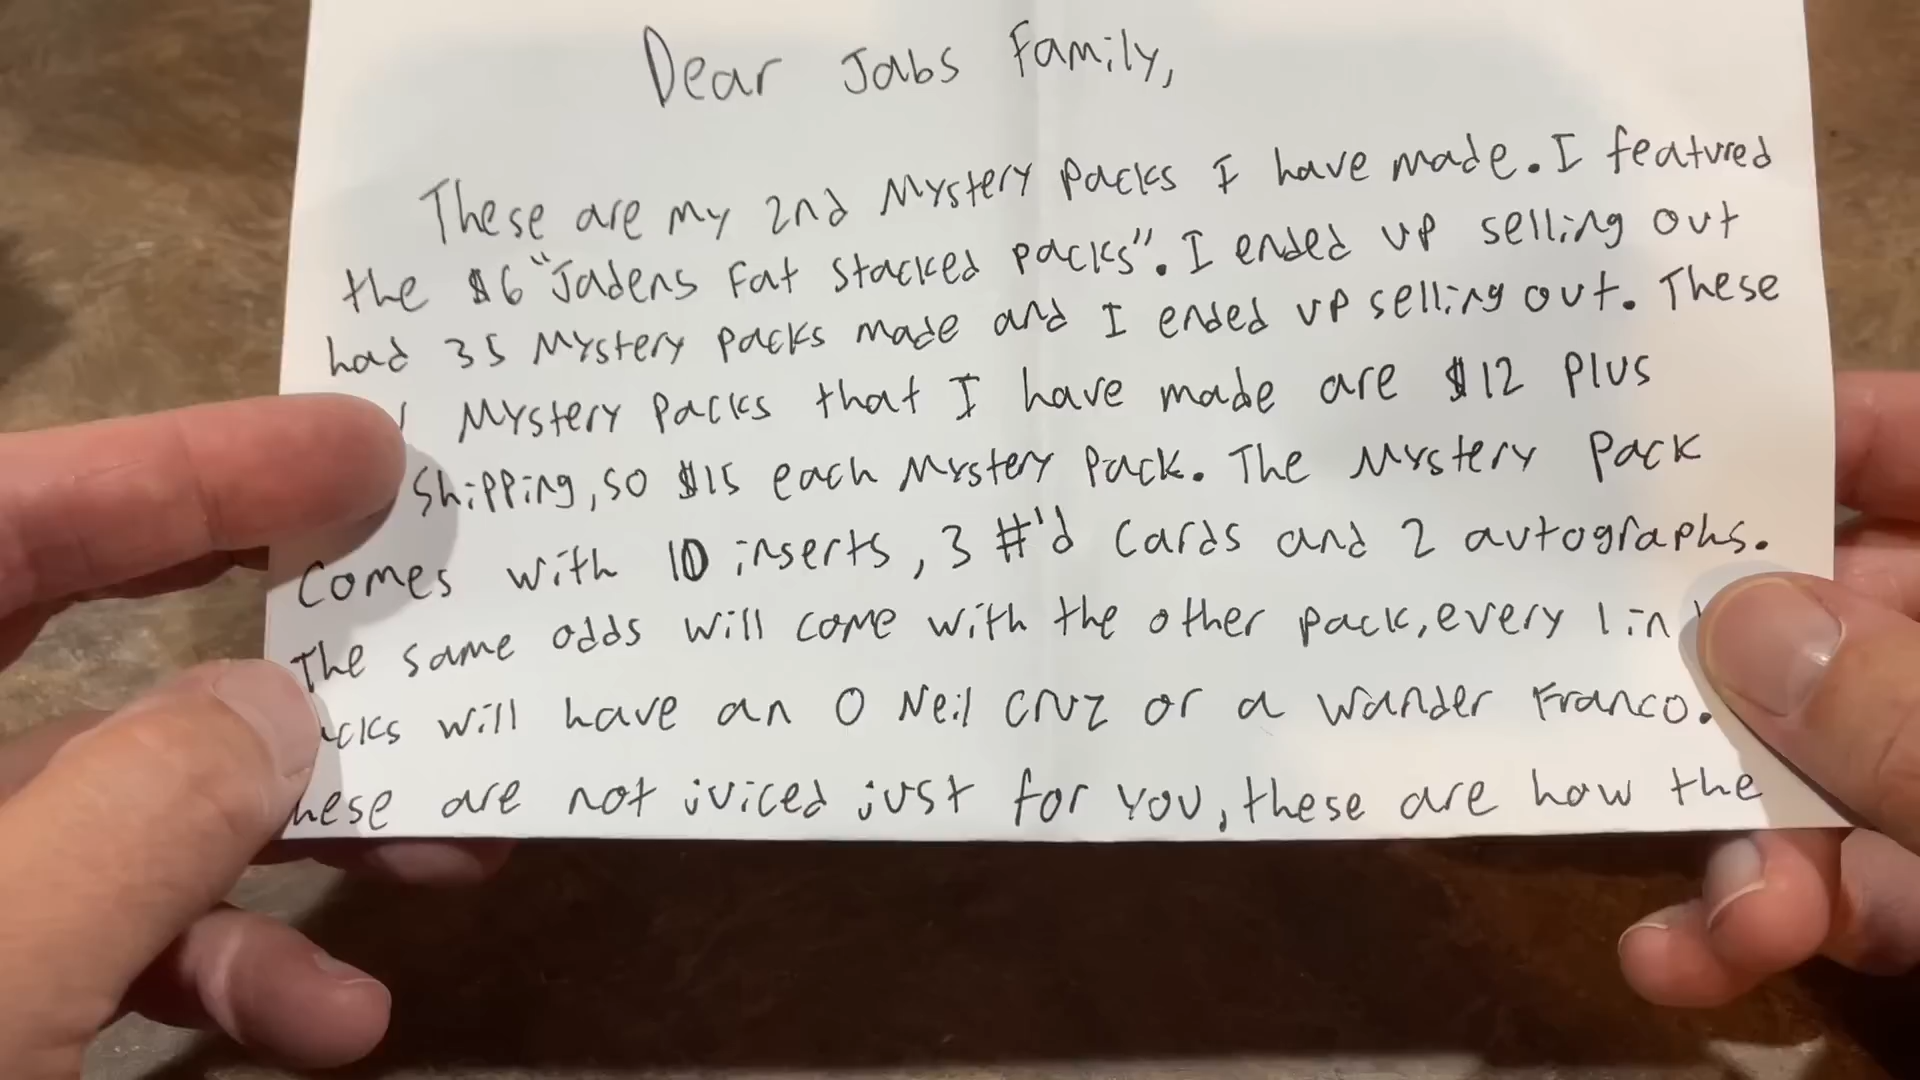 Dear Jabs Family,
These are my 2nd Mystery Packs I have made. I featured
the $6 "Jadens Fat Stacked packs". I ended up selling out
had 35 Mystery packs made and I ended up selling out. These
Mystery Packs that I have made are $12 Plus
Shipping, so $15 each Mystery Pack. The Mystery Pack
Comes with 10 inserts, 3 #'d Cards and 2 autographs.
The same odds will come with the other pack, every 1 in
will have an O Neil Cruz or a Wander Franco.
are not juiced just for you, these are how the